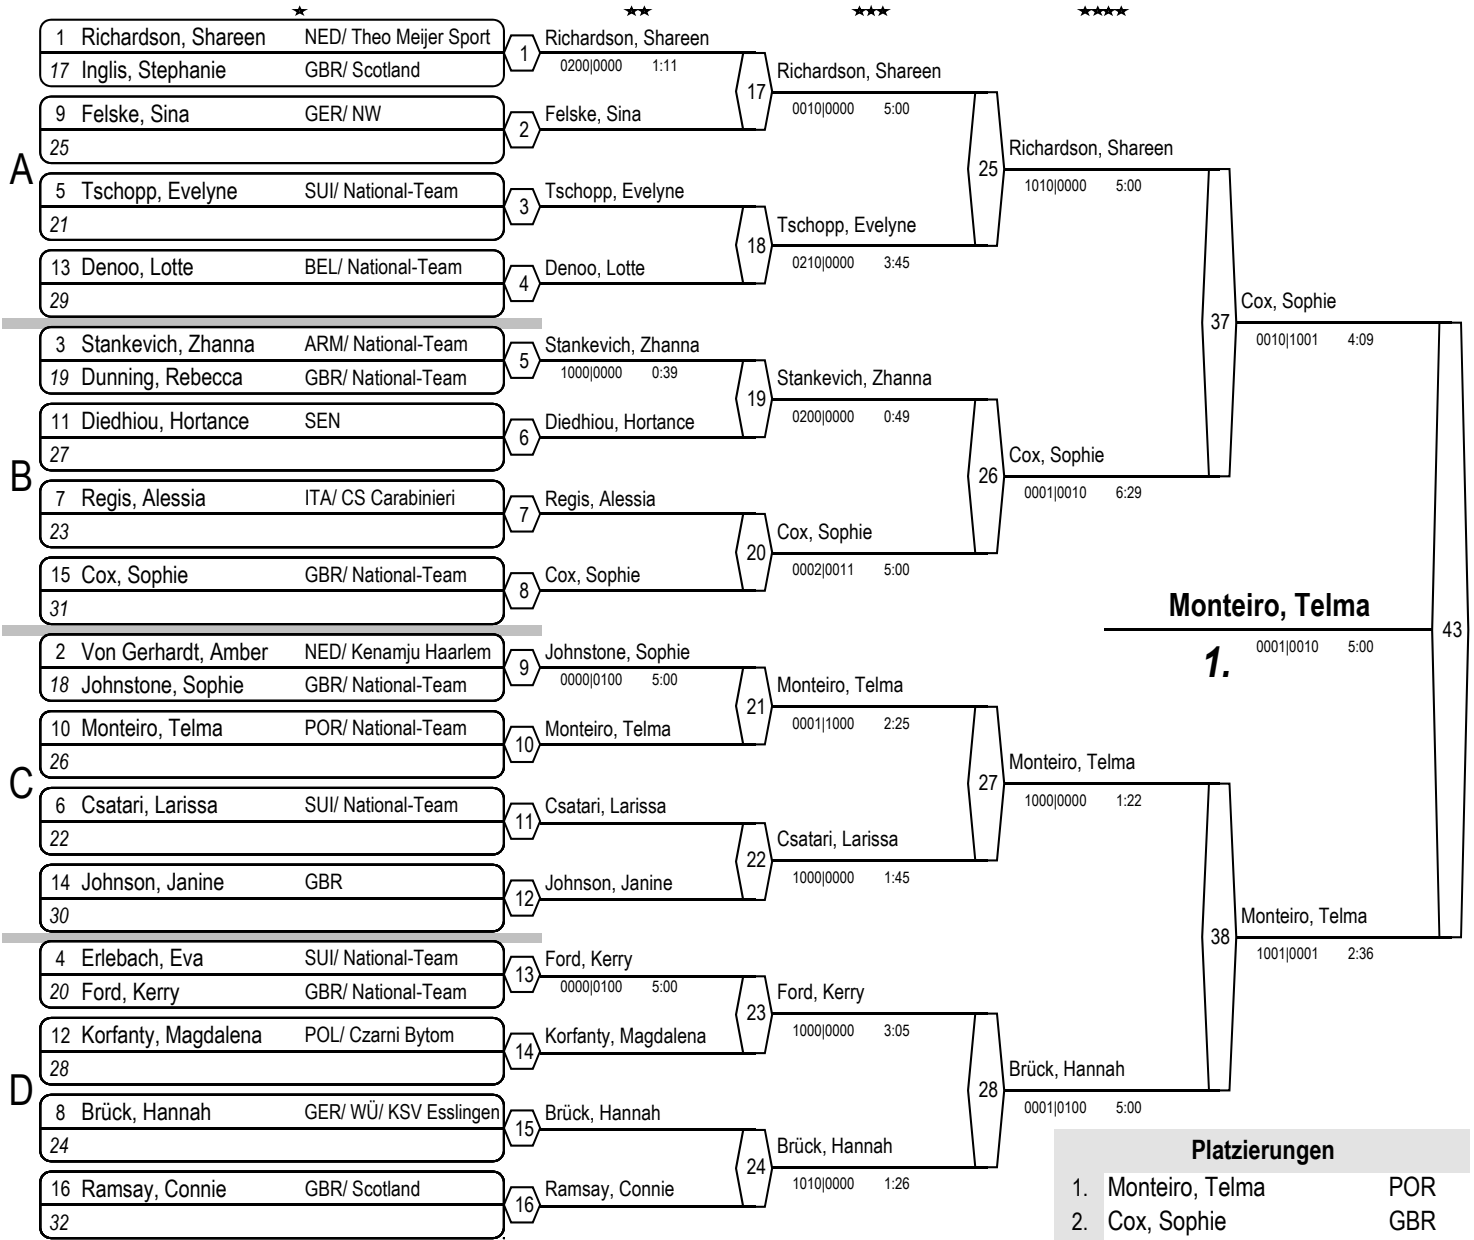 ★ ★★ ★★★ ★★★★
A
1 Richardson, Shareen NED/ Theo Meijer Sport
17 Inglis, Stephanie GBR/ Scotland
9 Felske, Sina GER/ NW
25
5 Tschopp, Evelyne SUI/ National-Team
21
13 Denoo, Lotte BEL/ National-Team
29
B
3 Stankevich, Zhanna ARM/ National-Team
19 Dunning, Rebecca GBR/ National-Team
11 Diedhiou, Hortance SEN
27
7 Regis, Alessia ITA/ CS Carabinieri
23
15 Cox, Sophie GBR/ National-Team
31
C
2 Von Gerhardt, Amber NED/ Kenamju Haarlem
18 Johnstone, Sophie GBR/ National-Team
10 Monteiro, Telma POR/ National-Team
26
6 Csatari, Larissa SUI/ National-Team
22
14 Johnson, Janine GBR
30
D
4 Erlebach, Eva SUI/ National-Team
20 Ford, Kerry GBR/ National-Team
12 Korfanty, Magdalena POL/ Czarni Bytom
28
8 Brück, Hannah GER/ WÜ/ KSV Esslingen
24
16 Ramsay, Connie GBR/ Scotland
32
1 Richardson, Shareen
0200|0000 1:11
2 Felske, Sina
3 Tschopp, Evelyne
4 Denoo, Lotte
5 Stankevich, Zhanna
1000|0000 0:39
6 Diedhiou, Hortance
7 Regis, Alessia
8 Cox, Sophie
9 Johnstone, Sophie
0000|0100 5:00
10 Monteiro, Telma
11 Csatari, Larissa
12 Johnson, Janine
13 Ford, Kerry
0000|0100 5:00
14 Korfanty, Magdalena
15 Brück, Hannah
16 Ramsay, Connie
17 Richardson, Shareen
0010|0000 5:00
18 Tschopp, Evelyne
0210|0000 3:45
19 Stankevich, Zhanna
0200|0000 0:49
20 Cox, Sophie
0002|0011 5:00
21 Monteiro, Telma
0001|1000 2:25
22 Csatari, Larissa
1000|0000 1:45
23 Ford, Kerry
1000|0000 3:05
24 Brück, Hannah
1010|0000 1:26
25 Richardson, Shareen
1010|0000 5:00
26 Cox, Sophie
0001|0010 6:29
27 Monteiro, Telma
1000|0000 1:22
28 Brück, Hannah
0001|0100 5:00
37 Cox, Sophie
0010|1001 4:09
38 Monteiro, Telma
1001|0001 2:36
43 Monteiro, Telma
1. 0001|0010 5:00
Platzierungen
1. Monteiro, Telma POR
2. Cox, Sophie GBR